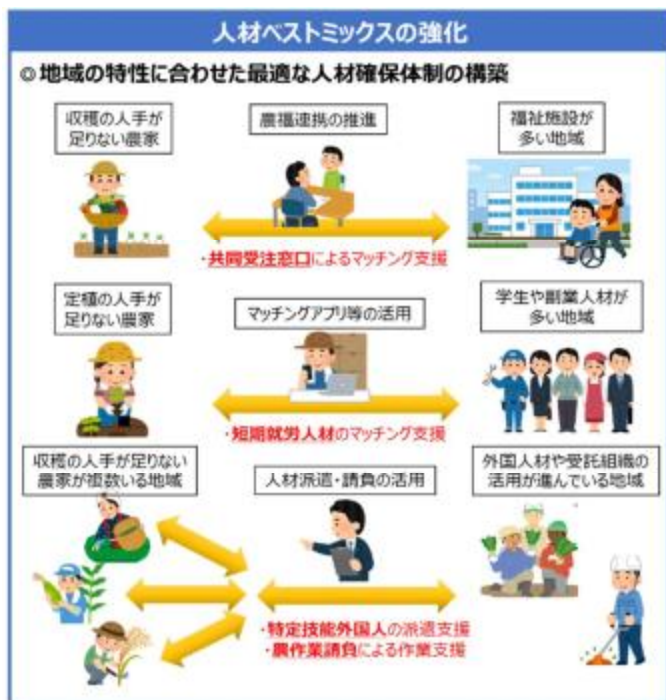 人材ベストミックスの強化
◎地域の特性に合わせた最適な人材確保体制の構築
収穫の人手が
足りない農家
農福連携の推進
福祉施設が
多い地域
・共同受注窓口によるマッチング支援
定植の人手が
足りない農家
マッチングアプリ等の活用
学生や副業人材が
多い地域
・短期就労人材のマッチング支援
収穫の人手が足りない
農家が複数いる地域
人材派遣・請負の活用
外国人材や受託組織の
活用が進んでいる地域
・特定技能外国人の派遣支援
・農作業請負による作業支援